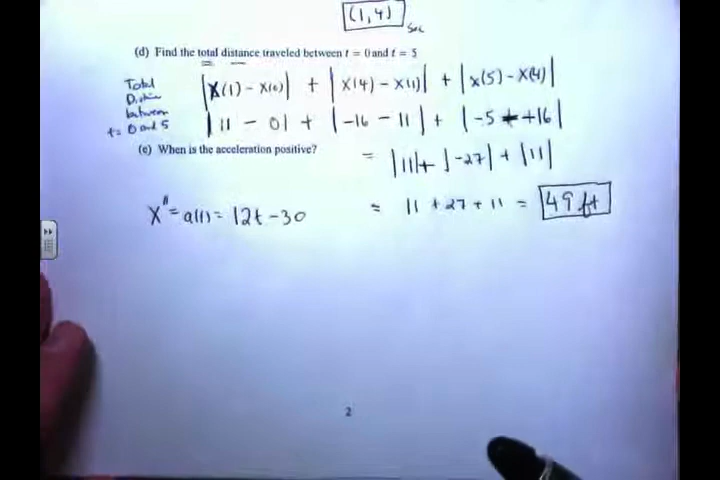 (1,4) sec
(d) Find the total distance traveled between t = 0 and t = 5
Total
between
t= 0 and 5
|X(1) - X(0)| + |X(4) - X(1)| + |X(5) - X(4)|
|11 - 0| + |-16 - 11| + |-5 + +16|
(e) When is the acceleration positive?
= |11| + |-27| + |11|
= 11 + 27 + 11 = 49 ft
X'' = a(t) = 12t - 30
2